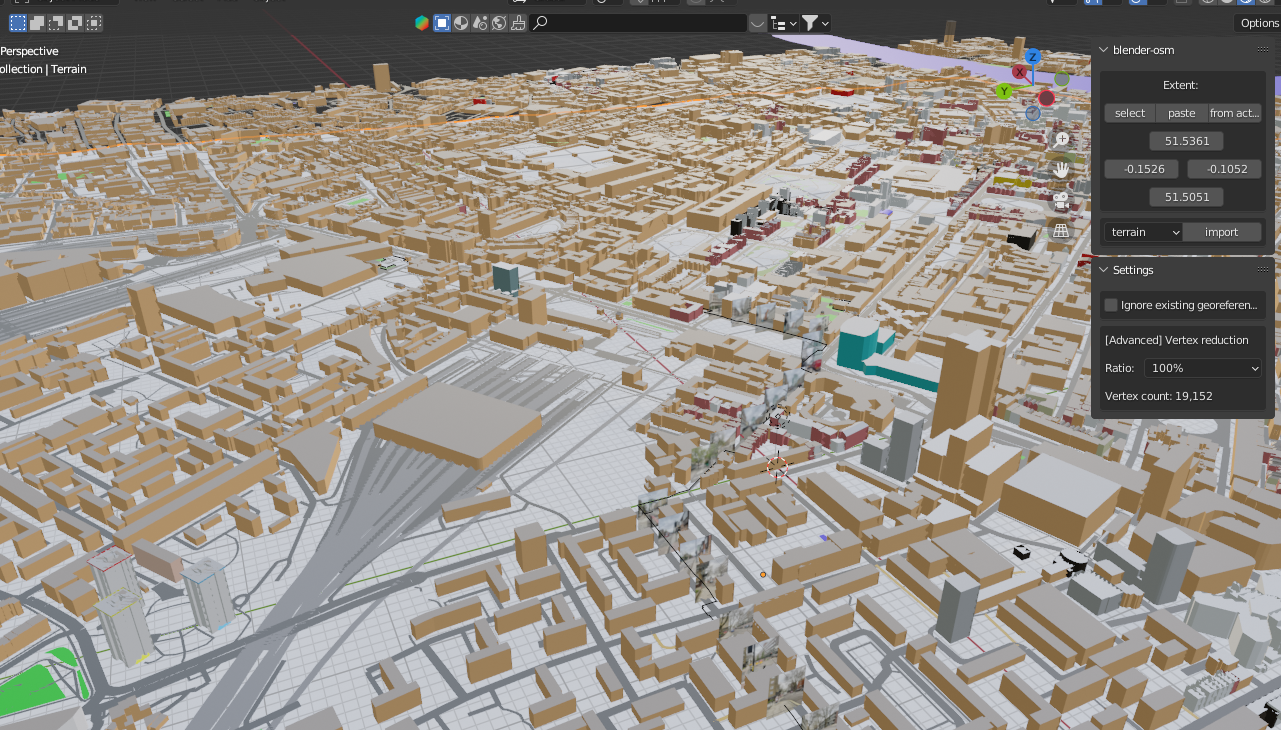 Options
Perspective
ollection | Terrain
blender-osm
Extent:
select paste from act...
51.5361
-0.1526 -0.1052
51.5051
terrain import
Settings
Ignore existing georeferen...
[Advanced] Vertex reduction
Ratio: 100%
Vertex count: 19,152
Z
X
Y